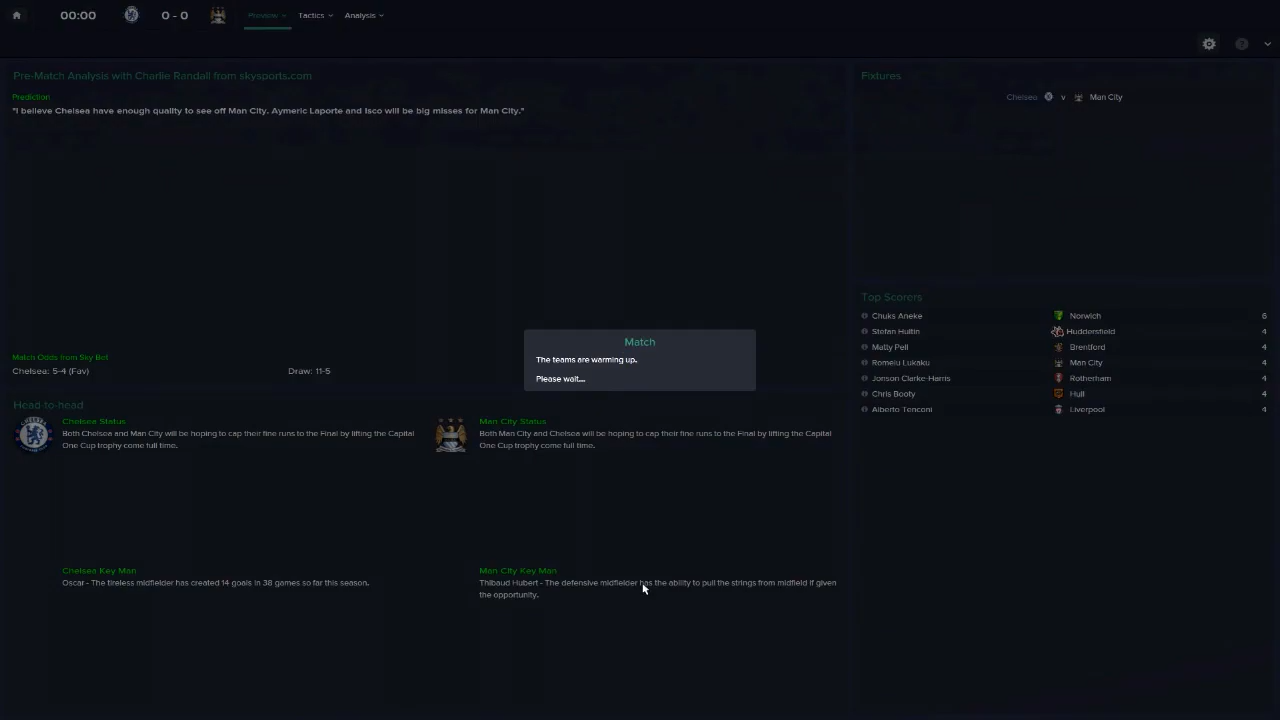 00:00 0 - 0 Preview Tactics Analysis
Pre-Match Analysis with Charlie Randall from skysports.com
Prediction
"I believe Chelsea have enough quality to see off Man City. Aymeric Laporte and Isco will be big misses for Man City."
Match Odds from Sky Bet
Chelsea: 5-4 (Fav) Draw: 11-5
Head-to-head
Chelsea Status
Both Chelsea and Man City will be hoping to cap their fine runs to the Final by lifting the Capital
One Cup trophy come full time.
Man City Status
Both Man City and Chelsea will be hoping to cap their fine runs to the Final by lifting the Capital
One Cup trophy come full time.
Chelsea Key Man
Oscar - The tireless midfielder has created 14 goals in 38 games so far this season.
Man City Key Man
Thibaud Hubert - The defensive midfielder has the ability to pull the strings from midfield if given
the opportunity.
Match
The teams are warming up.
Please wait...
Fixtures
Chelsea v Man City
Top Scorers
Chuks Aneke Norwich 6
Stefan Hultin Huddersfield 4
Matty Pell Brentford 4
Romelu Lukaku Man City 4
Jonson Clarke-Harris Rotherham 4
Chris Booty Hull 4
Alberto Tenconi Liverpool 4